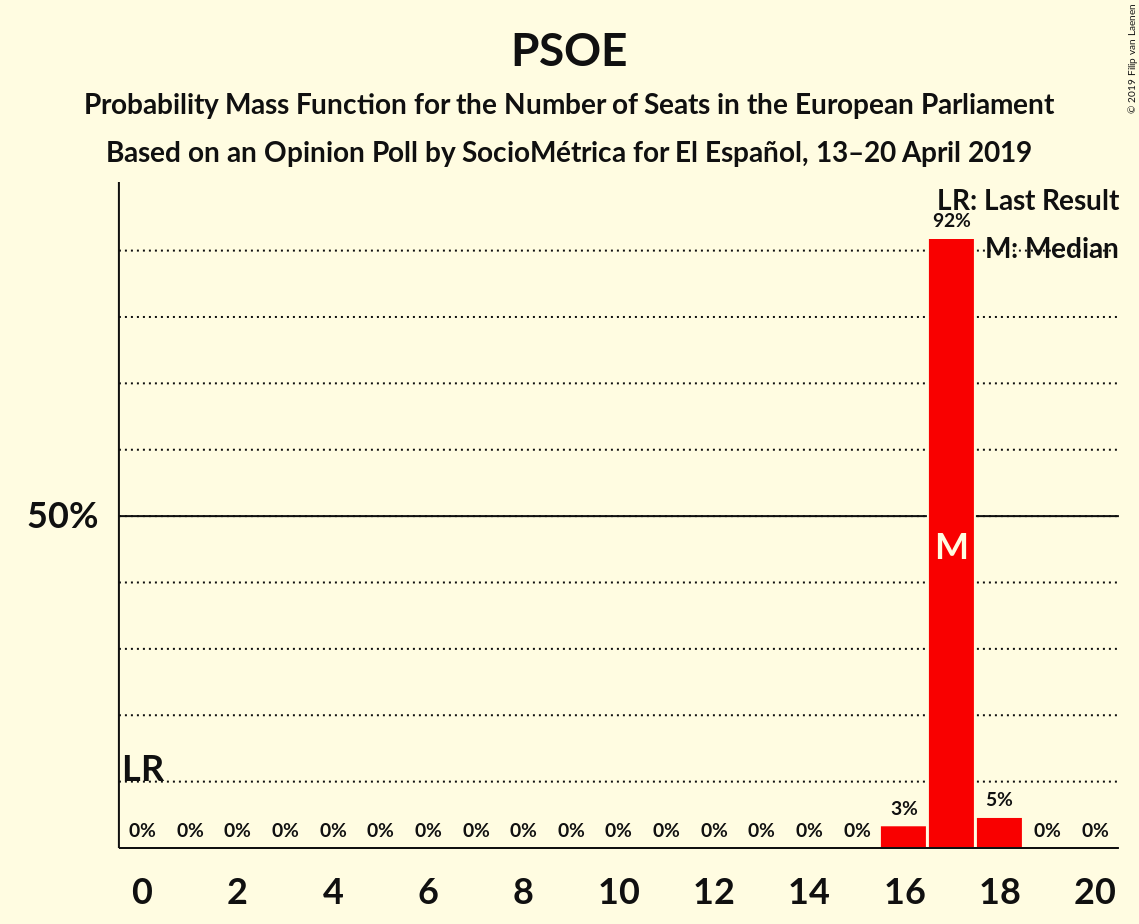 PSOE
Probability Mass Function for the Number of Seats in the European Parliament
Based on an Opinion Poll by SocioMétrica for El Español, 13–20 April 2019
© 2019 Filip van Laenen
LR: Last Result
92%
M: Median
50%
M
LR
3%
5%
0% 0% 0% 0% 0% 0% 0% 0% 0% 0% 0% 0% 0% 0% 0% 0% 0% 0%
0 2 4 6 8 10 12 14 16 18 20